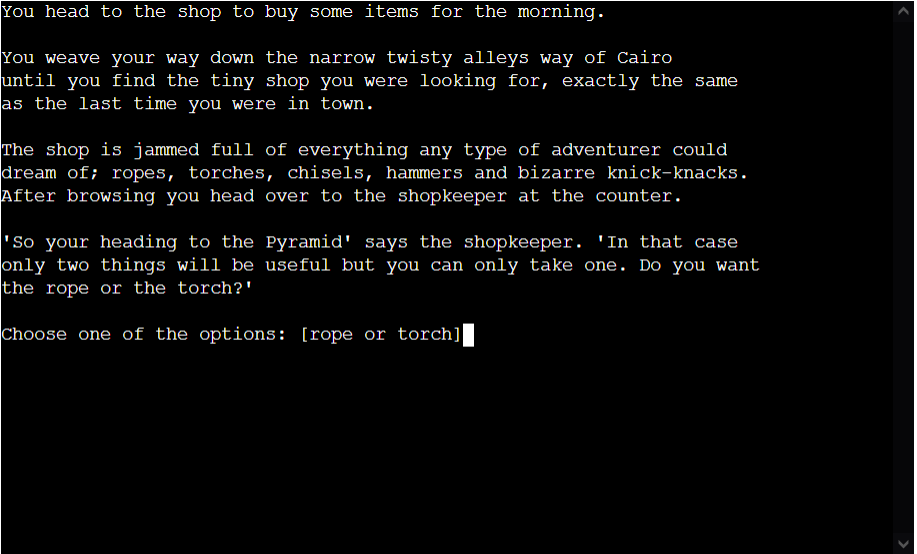 You head to the shop to buy some items for the morning.
You weave your way down the narrow twisty alleys way of Cairo
until you find the tiny shop you were looking for, exactly the same
as the last time you were in town.
The shop is jammed full of everything any type of adventurer could
dream of; ropes, torches, chisels, hammers and bizarre knick-knacks.
After browsing you head over to the shopkeeper at the counter.
'So your heading to the Pyramid' says the shopkeeper. 'In that case
only two things will be useful but you can only take one. Do you want
the rope or the torch?'
Choose one of the options: [rope or torch]